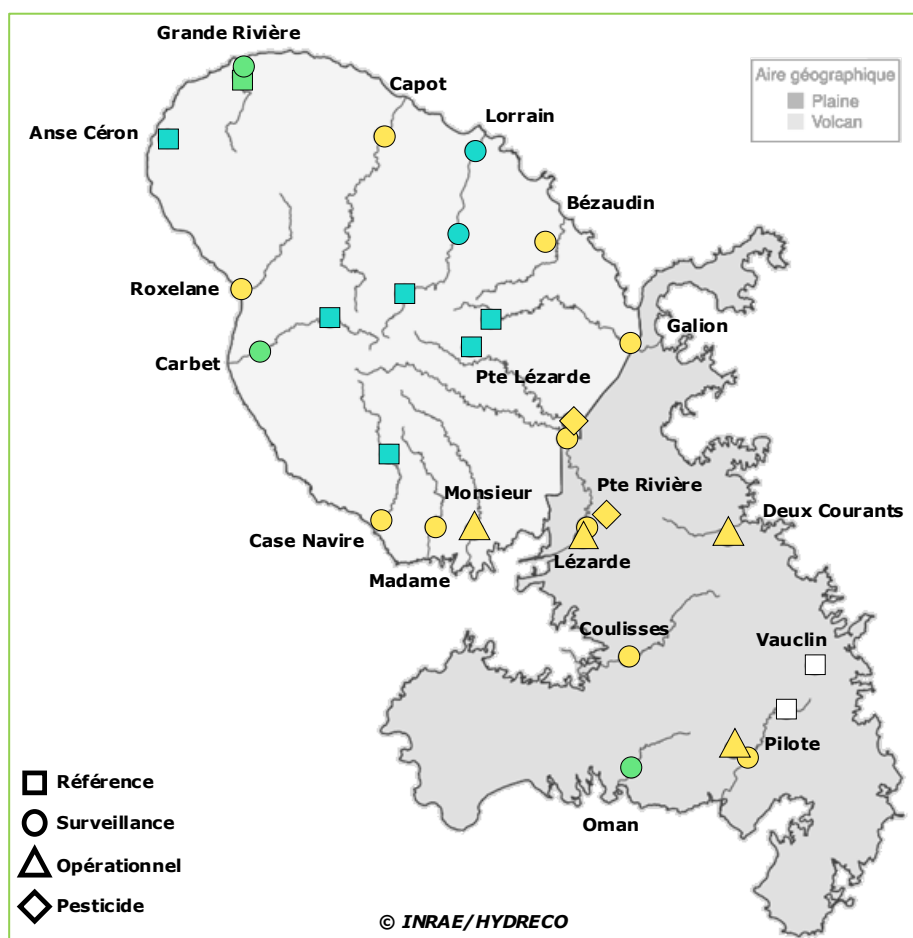 Grande Rivière
Capot
Aire géographique
Plaine
Volcan
Lorrain
Anse Céron
Bézaudin
Roxelane
Galion
Carbet
Pte Lézarde
Monsieur
Pte Rivière
Deux Courants
Case Navire
Lézarde
Madame
Coulisses
Vauclin
Pilote
Référence
Surveillance
Oman
Opérationnel
Pesticide
© INRAE/HYDRECO